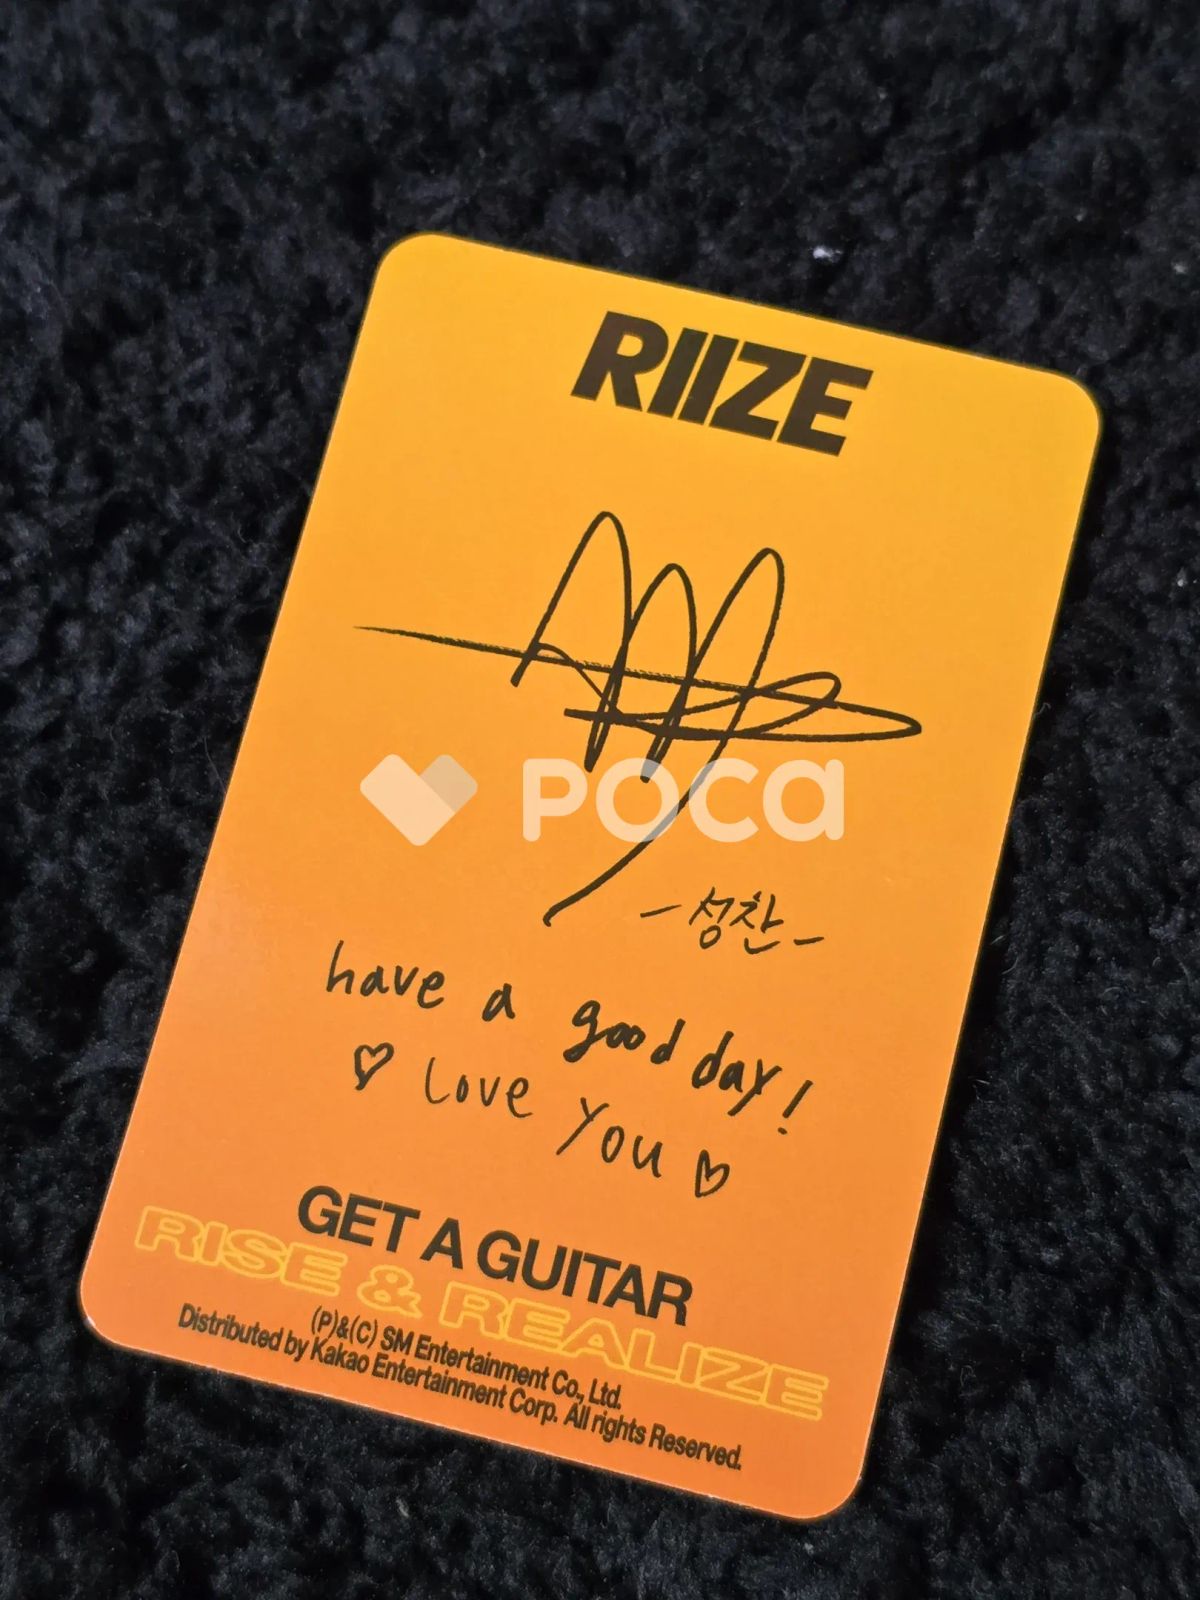 RIIZE
POCA
-성찬-
have a good day!
♡ Love You ♡
GET A GUITAR
RISE & REALIZE
(P)&(C) SM Entertainment Co., Ltd.
Distributed by Kakao Entertainment Corp. All rights Reserved.